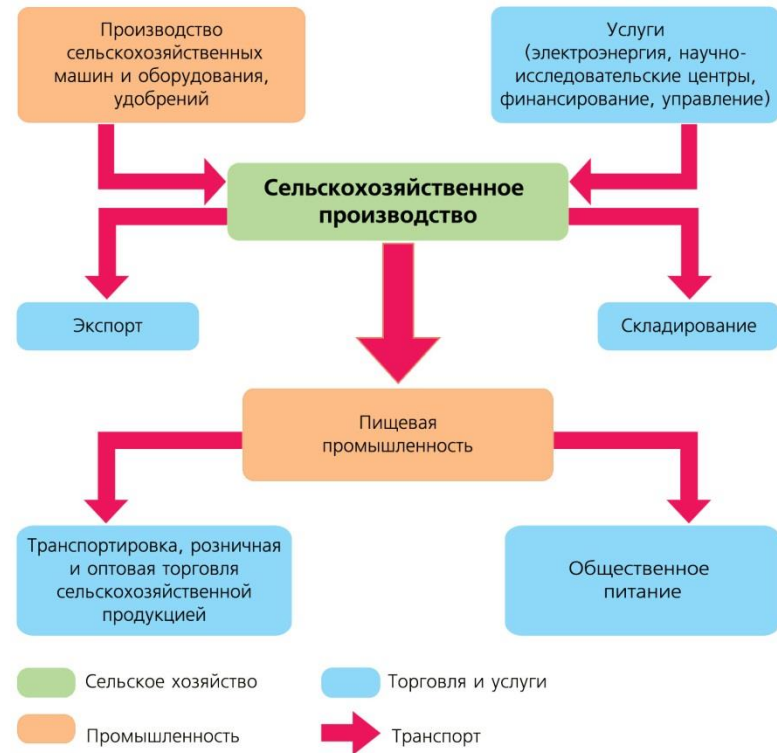 Производство
сельскохозяйственных
машин и оборудования,
удобрений
Услуги
(электроэнергия, научно-
исследовательские центры,
финансирование, управление)
Сельскохозяйственное
производство
Экспорт
Складирование
Пищевая
промышленность
Транспортировка, розничная
и оптовая торговля
сельскохозяйственной
продукцией
Общественное
питание
Сельское хозяйство
Торговля и услуги
Промышленность
Транспорт